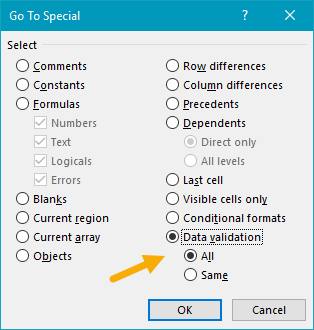 Go To Special
?
Select
Comments
Constants
Formulas
Numbers
Text
Logicals
Errors
Blanks
Current region
Current array
Objects
Row differences
Column differences
Precedents
Dependents
Direct only
All levels
Last cell
Visible cells only
Conditional formats
Data validation
All
Same
OK
Cancel